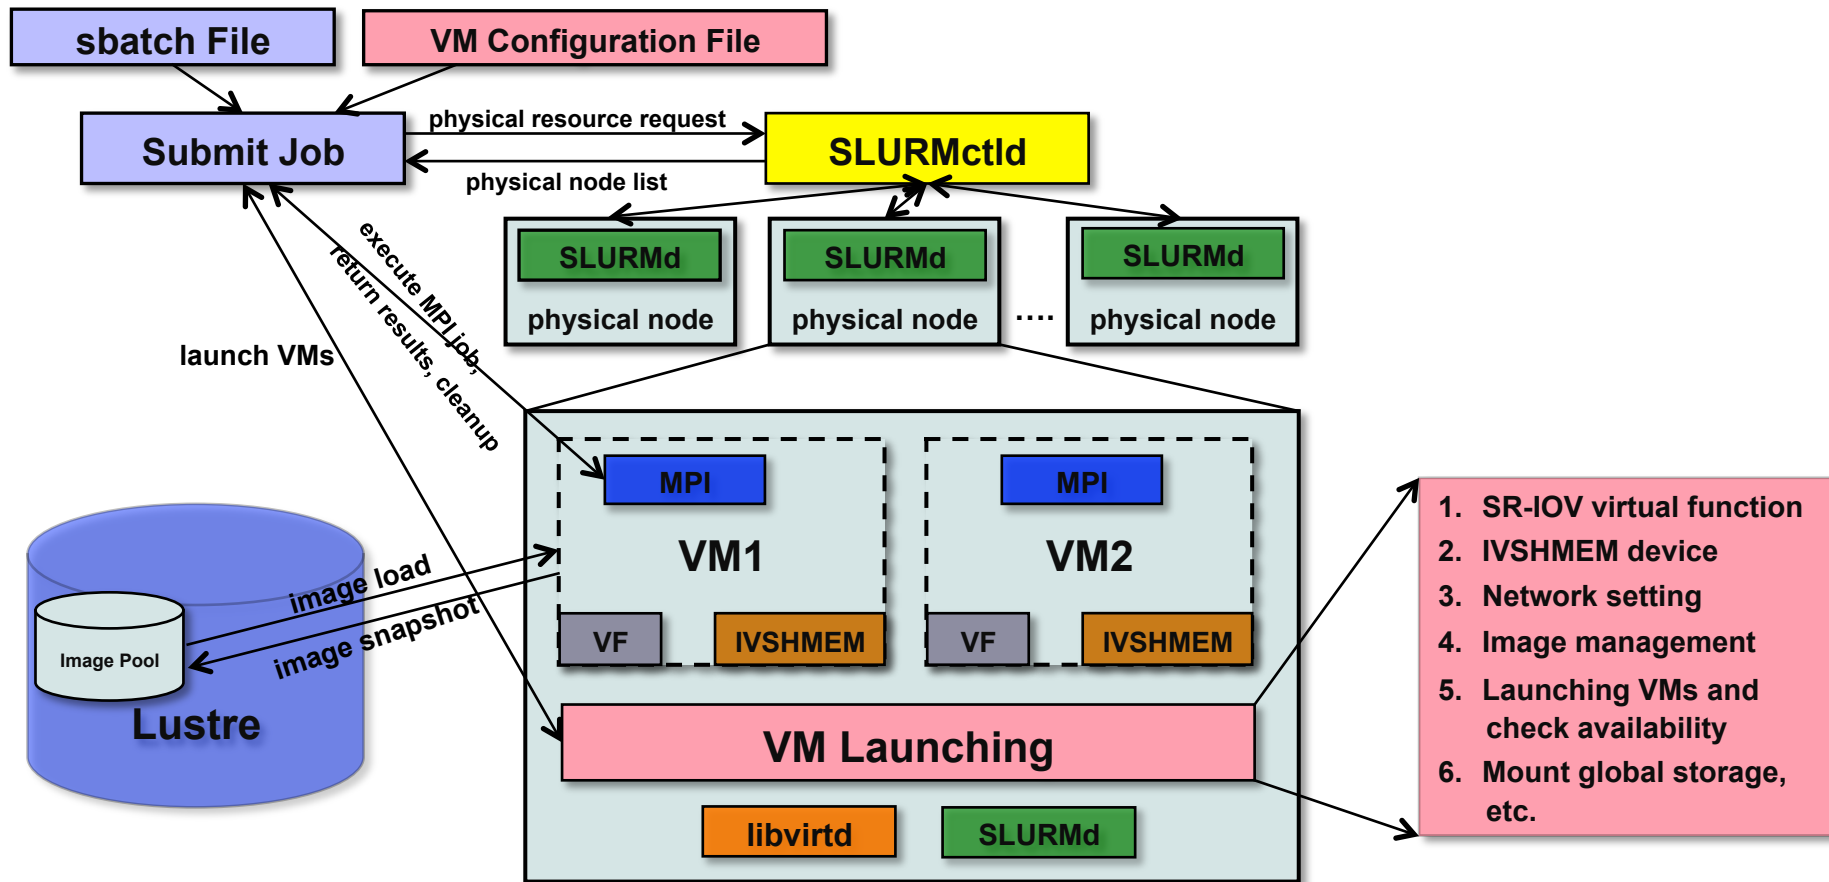 sbatch File
VM Configuration File
Submit Job
physical resource request
SLURMctld
physical node list
SLURMd
physical node
SLURMd
physical node
....
SLURMd
physical node
execute MPI job,
return results, cleanup
launch VMs
MPI
VM1
VF
IVSHMEM
MPI
VM2
VF
IVSHMEM
image load
image snapshot
Image Pool
Lustre
VM Launching
libvirtd
SLURMd
1. SR-IOV virtual function
2. IVSHMEM device
3. Network setting
4. Image management
5. Launching VMs and
check availability
6. Mount global storage,
etc.